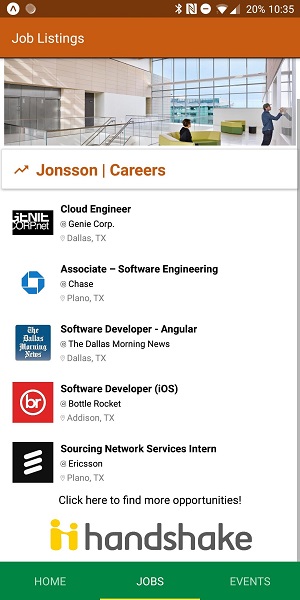 20% 10:35
Job Listings
Jonsson | Careers
GENIE
CORP.net
Cloud Engineer
@ Genie Corp.
Dallas, TX
Associate – Software Engineering
@ Chase
Plano, TX
The
Dallas
Morning
News
Software Developer - Angular
@ The Dallas Morning News
Dallas, TX
br
Software Developer (iOS)
@ Bottle Rocket
Addison, TX
Sourcing Network Services Intern
@ Ericsson
Plano, TX
Click here to find more opportunities!
handshake
HOME JOBS EVENTS